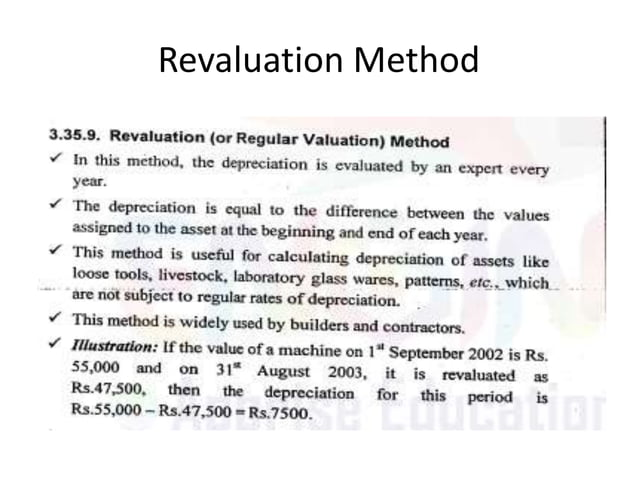 Revaluation Method
3.35.9. Revaluation (or Regular Valuation) Method
✓ In this method, the depreciation is evaluated by an expert every
year.
✓ The depreciation is equal to the difference between the values
assigned to the asset at the beginning and end of each year.
✓ This method is useful for calculating depreciation of assets like
loose tools, livestock, laboratory glass wares, patterns, etc., which
are not subject to regular rates of depreciation.
✓ This method is widely used by builders and contractors.
✓ Illustration: If the value of a machine on 1st September 2002 is Rs.
55,000 and on 31st August 2003, it is revaluated as
Rs.47,500, then the depreciation for this period is
Rs.55,000 – Rs.47,500 = Rs.7500.
Education